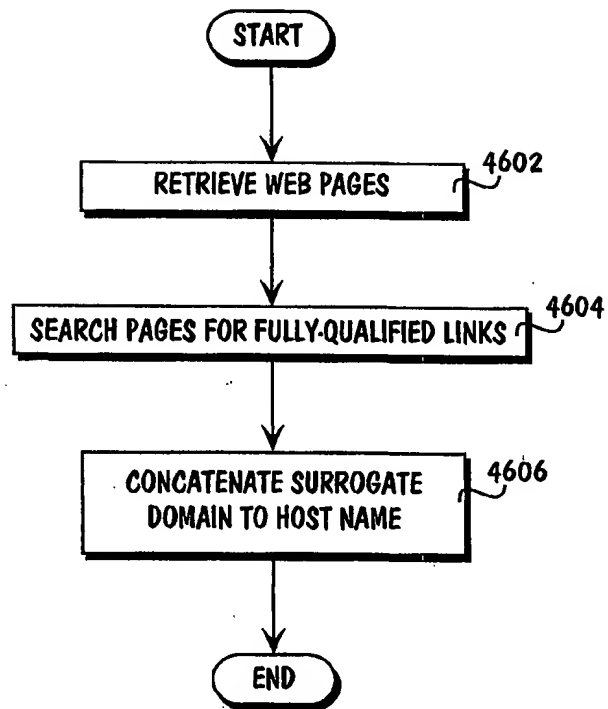 START
RETRIEVE WEB PAGES
4602
SEARCH PAGES FOR FULLY-QUALIFIED LINKS
4604
CONCATENATE SURROGATE
DOMAIN TO HOST NAME
4606
END